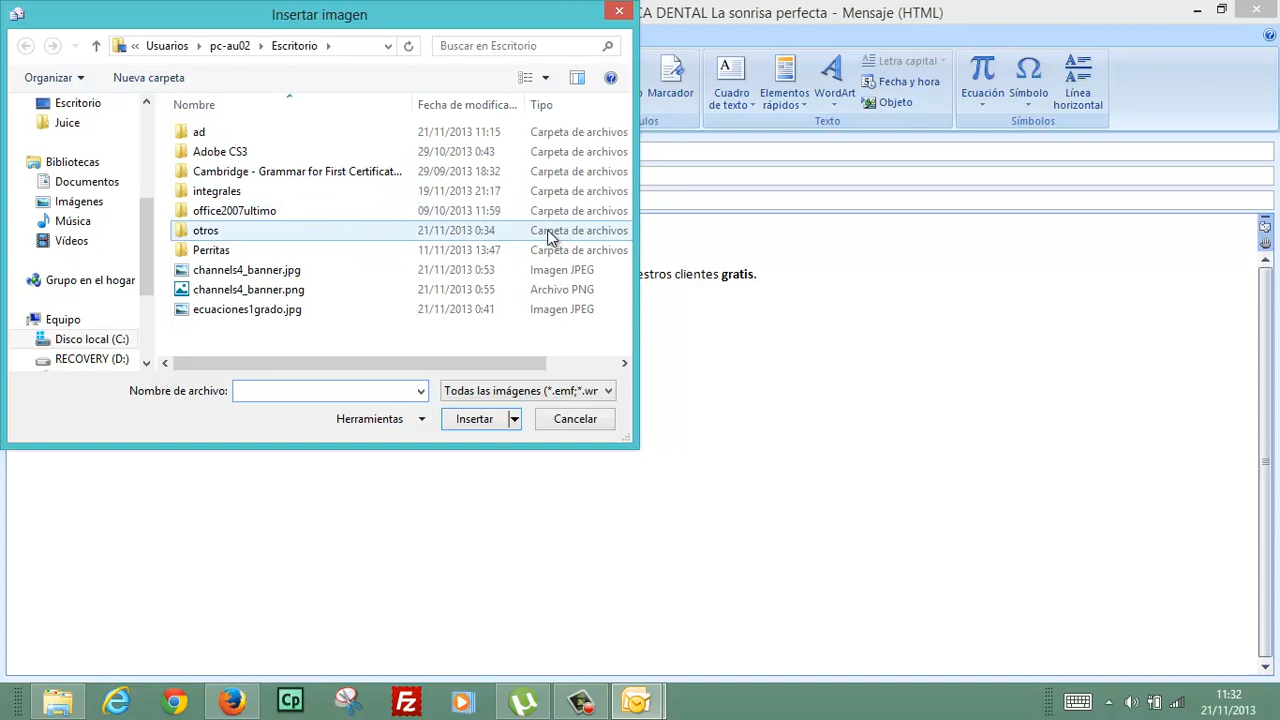 Insertar imagen
CA DENTAL La sonrisa perfecta - Mensaje (HTML)
Usuarios
pc-au02
Escritorio
Buscar en Escritorio
Organizar
Nueva carpeta
Marcador
Cuadro de texto
Elementos rápidos
WordArt
Letra capital
Fecha y hora
Objeto
Ecuación
Símbolo
Línea horizontal
Texto
Símbolos
Escritorio
Juice
Bibliotecas
Documentos
Imágenes
Música
Vídeos
Grupo en el hogar
Equipo
Disco local (C:)
RECOVERY (D:)
Nombre Fecha de modifica... Tipo
ad 21/11/2013 11:15 Carpeta de archivos
Adobe CS3 29/10/2013 0:43 Carpeta de archivos
Cambridge - Grammar for First Certificat... 29/09/2013 18:32 Carpeta de archivos
integrales 19/11/2013 21:17 Carpeta de archivos
office2007ultimo 09/10/2013 11:59 Carpeta de archivos
otros 21/11/2013 0:34 Carpeta de archivos
Perritas 11/11/2013 13:47 Carpeta de archivos
channels4_banner.jpg 21/11/2013 0:53 Imagen JPEG
channels4_banner.png 21/11/2013 0:55 Archivo PNG
ecuaciones1grado.jpg 21/11/2013 0:41 Imagen JPEG
estros clientes gratis.
Nombre de archivo:
Todas las imágenes (*.emf;*.wr
Herramientas
Insertar
Cancelar
Cp
Fz
11:32
21/11/2013